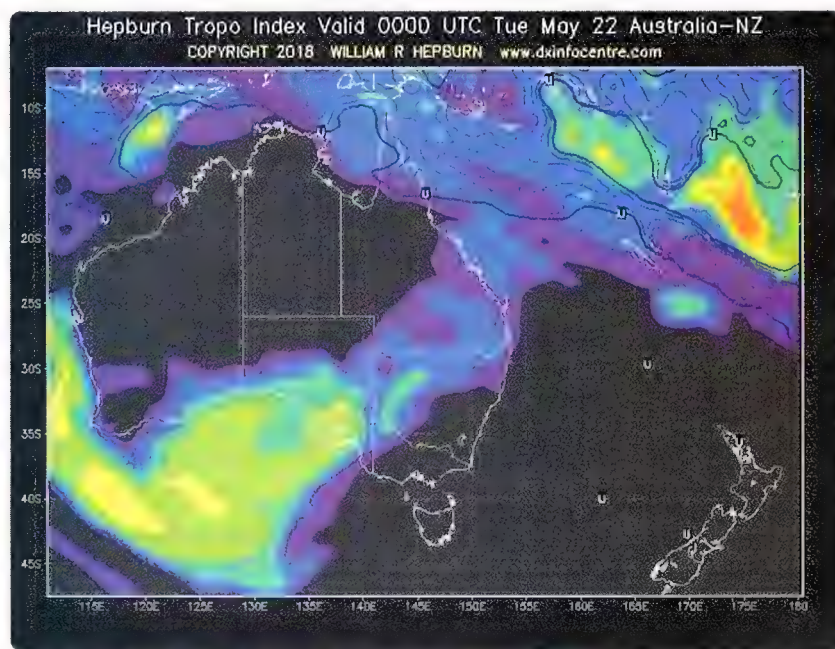 Hepburn Tropo Index Valid 0000 UTC Tue May 22 Australia–NZ
COPYRIGHT 2018 WILLIAM R HEPBURN www.dxinfocentre.com
10S
U
U
15S
U
U
U
U
20S
25S
30S
U
35S
U
40S
U
U
45S
115E 120E 125E 130E 135E 140E 145E 150E 155E 160E 165E 170E 175E 180